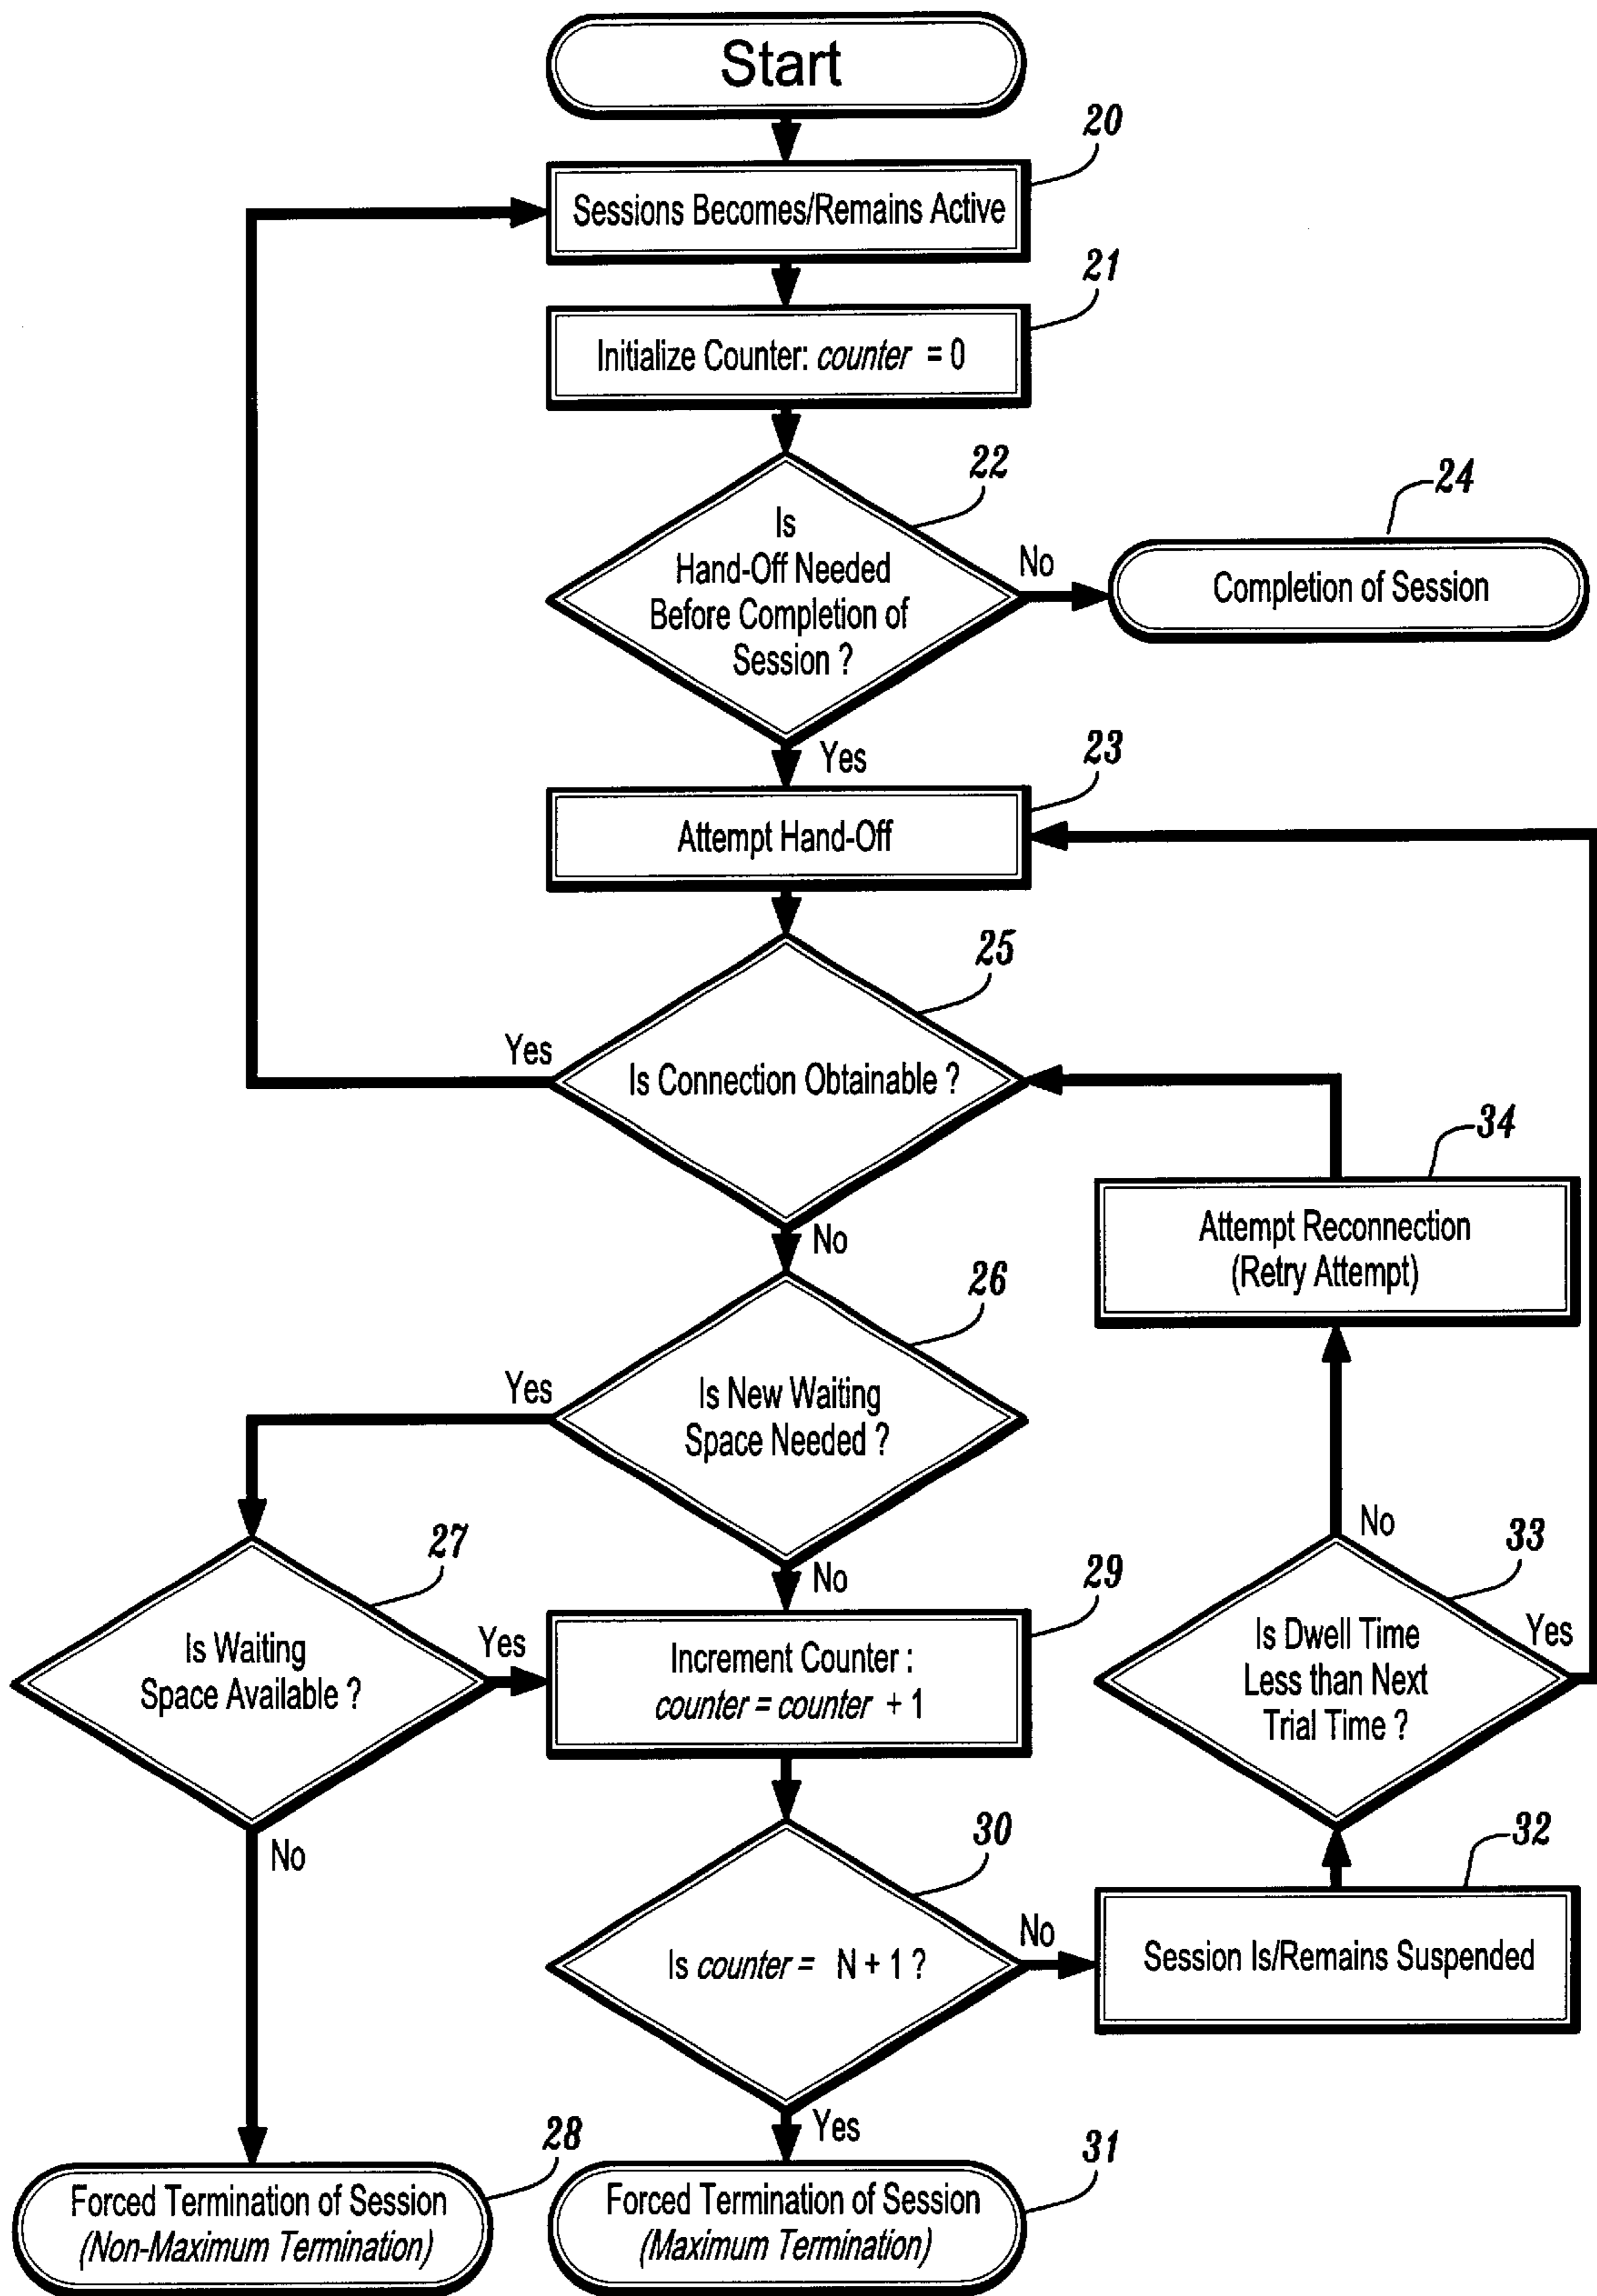 Start
20
Sessions Becomes/Remains Active
21
Initialize Counter: counter = 0
22
Is
Hand-Off Needed
Before Completion of
Session ?
No
24
Completion of Session
Yes
23
Attempt Hand-Off
25
Is Connection Obtainable ?
Yes
No
34
Attempt Reconnection
(Retry Attempt)
26
Is New Waiting
Space Needed ?
Yes
No
27
Is Waiting
Space Available ?
Yes
No
29
Increment Counter :
counter = counter + 1
33
Is Dwell Time
Less than Next
Trial Time ?
No
Yes
30
Is counter = N + 1 ?
No
Yes
32
Session Is/Remains Suspended
28
Forced Termination of Session
(Non-Maximum Termination)
31
Forced Termination of Session
(Maximum Termination)